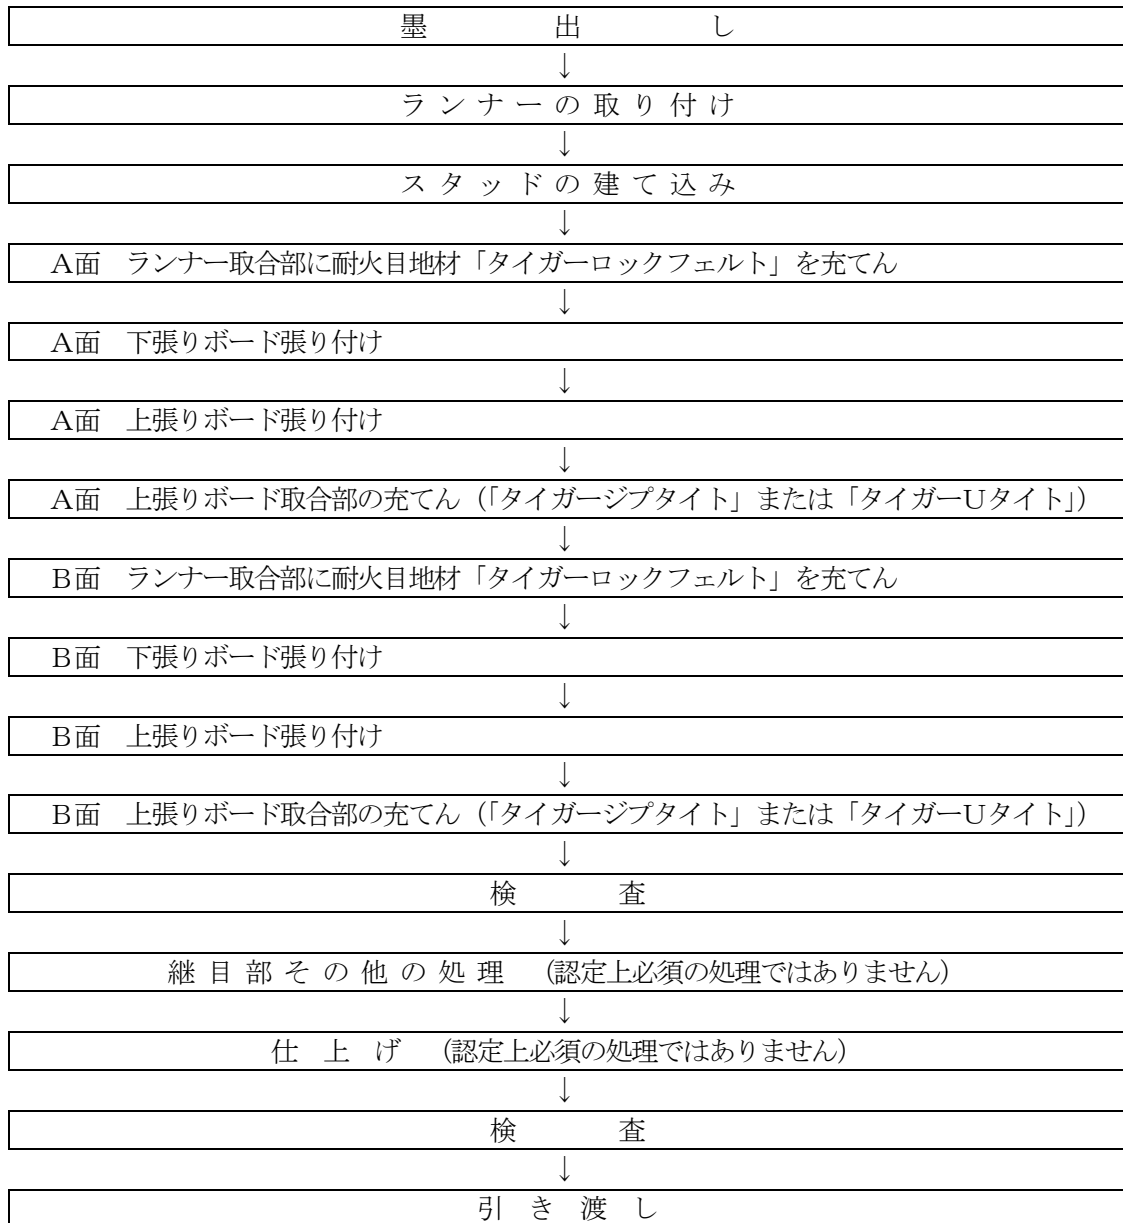 墨出し
↓
ランナーの取り付け
↓
スタッドの建て込み
↓
A面 ランナー取合部に耐火目地材「タイガーロックフェルト」を充てん
↓
A面 下張りボード張り付け
↓
A面 上張りボード張り付け
↓
A面 上張りボード取合部の充てん(「タイガージプタイト」または「タイガーUタイト」)
↓
B面 ランナー取合部に耐火目地材「タイガーロックフェルト」を充てん
↓
B面 下張りボード張り付け
↓
B面 上張りボード張り付け
↓
B面 上張りボード取合部の充てん(「タイガージプタイト」または「タイガーUタイト」)
↓
検査
↓
継目部その他の処理 (認定上必須の処理ではありません)
↓
仕上げ (認定上必須の処理ではありません)
↓
検査
↓
引き渡し